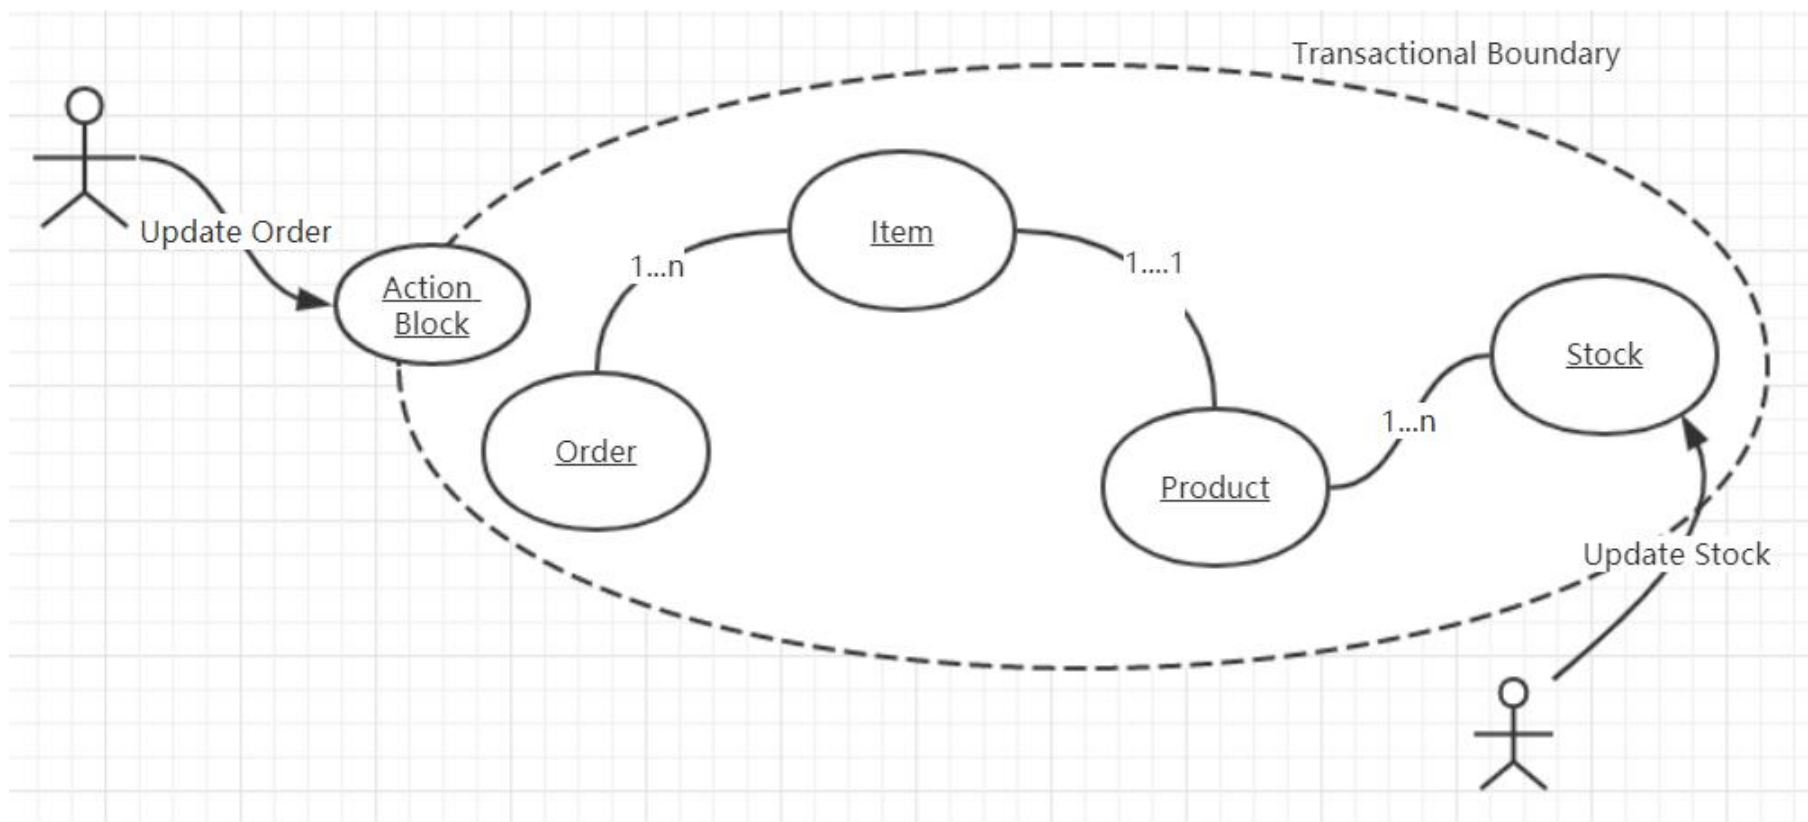 Transactional Boundary
Update Order
Action
Block
Item
1...n
1....1
Order
Stock
Product
1...n
Update Stock